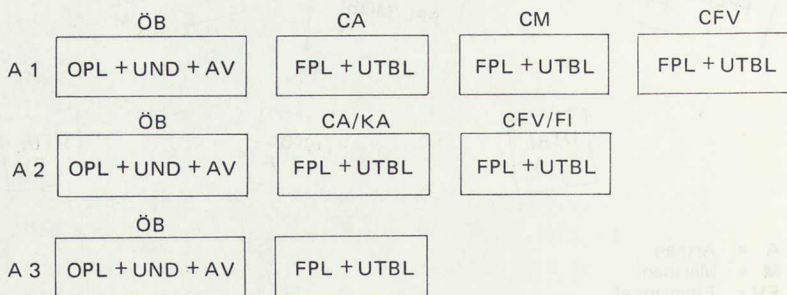 ÖB CA CM CFV
A 1 OPL + UND + AV FPL + UTBL FPL + UTBL FPL + UTBL
ÖB CA/KA CFV/FI
A 2 OPL + UND + AV FPL + UTBL FPL + UTBL
ÖB
A 3 OPL + UND + AV FPL + UTBL